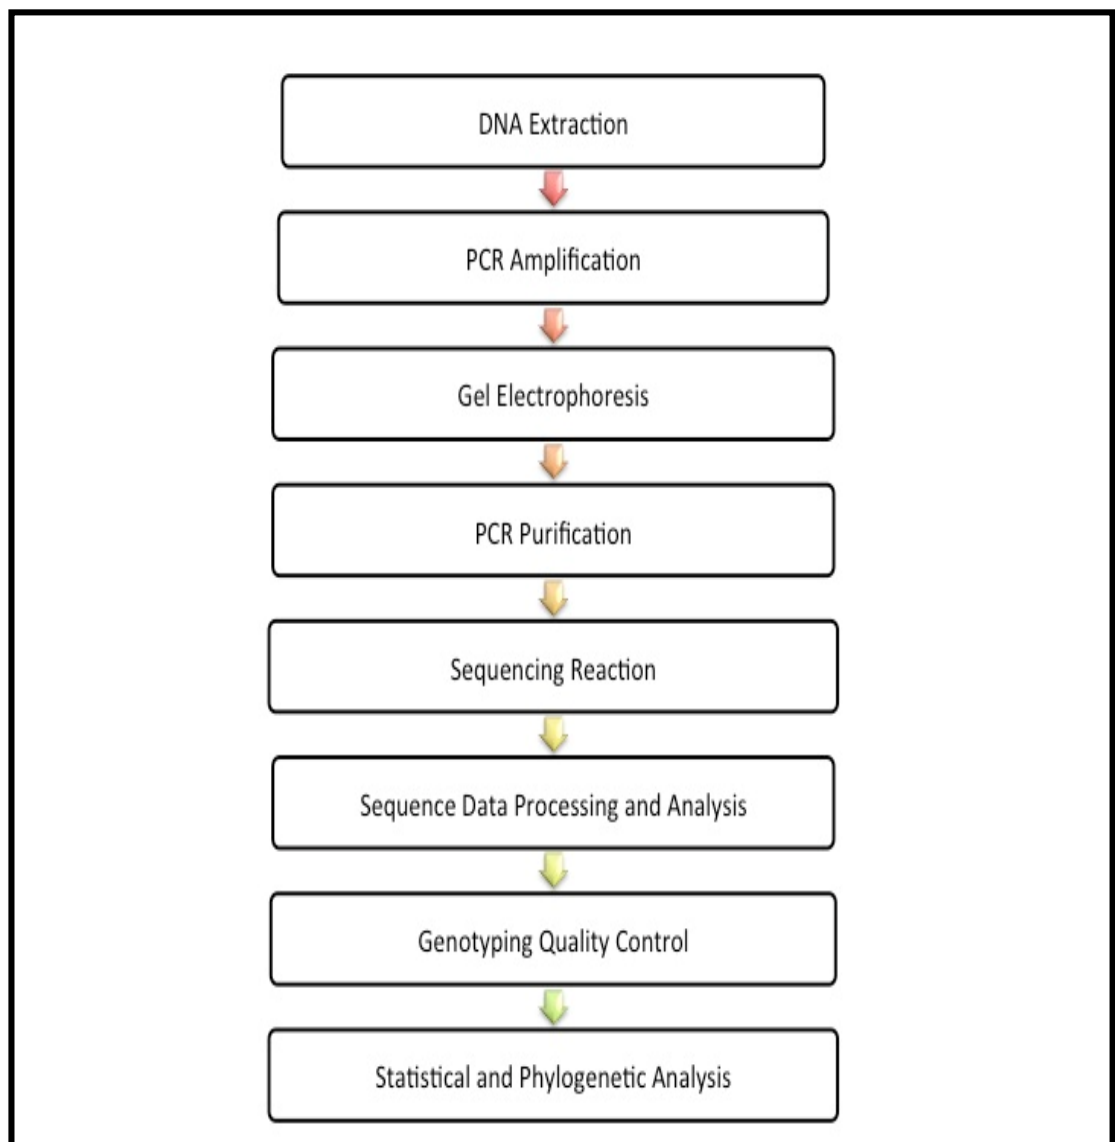 DNA Extraction
PCR Amplification
Gel Electrophoresis
PCR Purification
Sequencing Reaction
Sequence Data Processing and Analysis
Genotyping Quality Control
Statistical and Phylogenetic Analysis